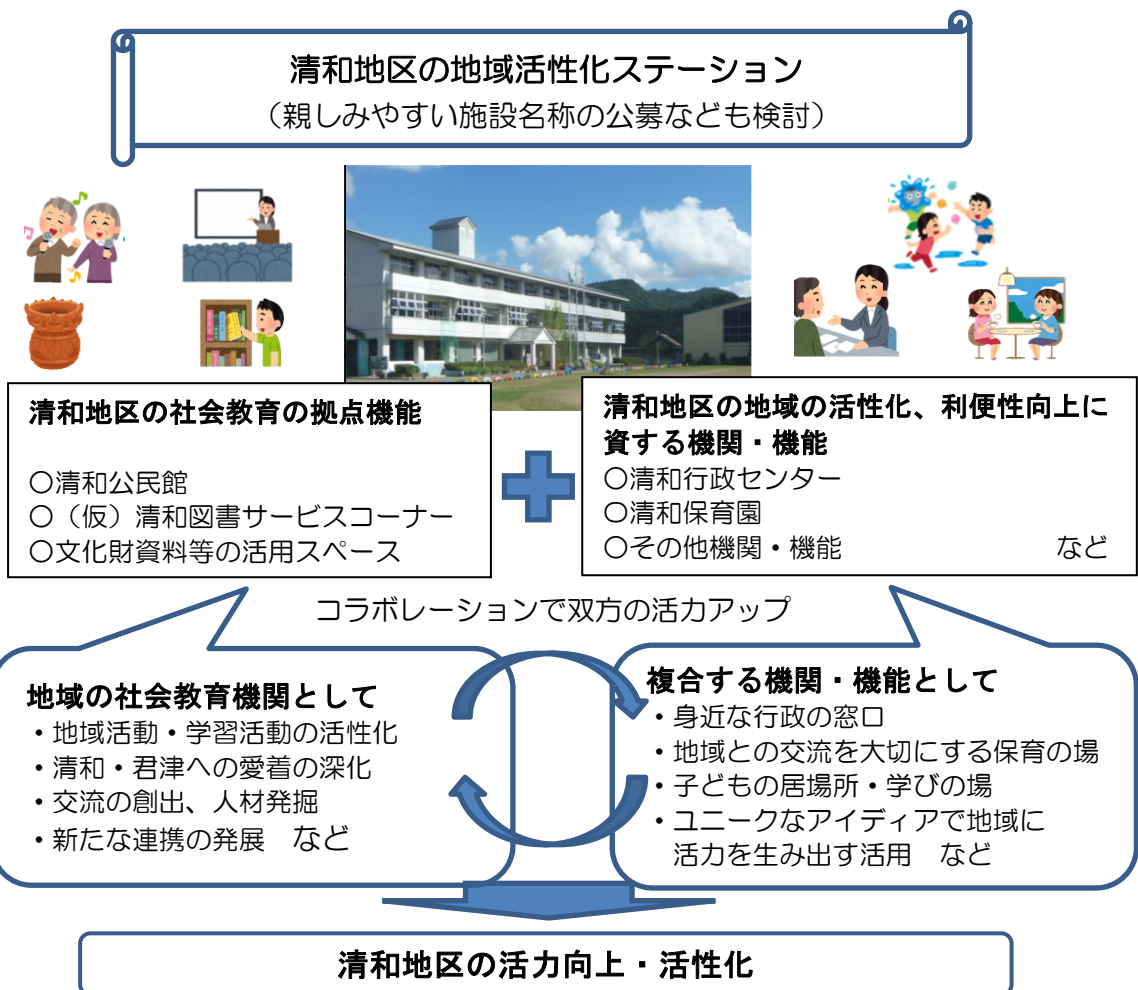 清和地区の地域活性化ステーション
（親しみやすい施設名称の公募なども検討）
清和地区の社会教育の拠点機能
〇清和公民館
〇（仮）清和図書サービスコーナー
〇文化財資料等の活用スペース
清和地区の地域の活性化、利便性向上に
資する機関・機能
〇清和行政センター
〇清和保育園
〇その他機関・機能　など
コラボレーションで双方の活力アップ
地域の社会教育機関として
・地域活動・学習活動の活性化
・清和・君津への愛着の深化
・交流の創出、人材発掘
・新たな連携の発展　など
複合する機関・機能として
・身近な行政の窓口
・地域との交流を大切にする保育の場
・子どもの居場所・学びの場
・ユニークなアイディアで地域に
活力を生み出す活用　など
清和地区の活力向上・活性化